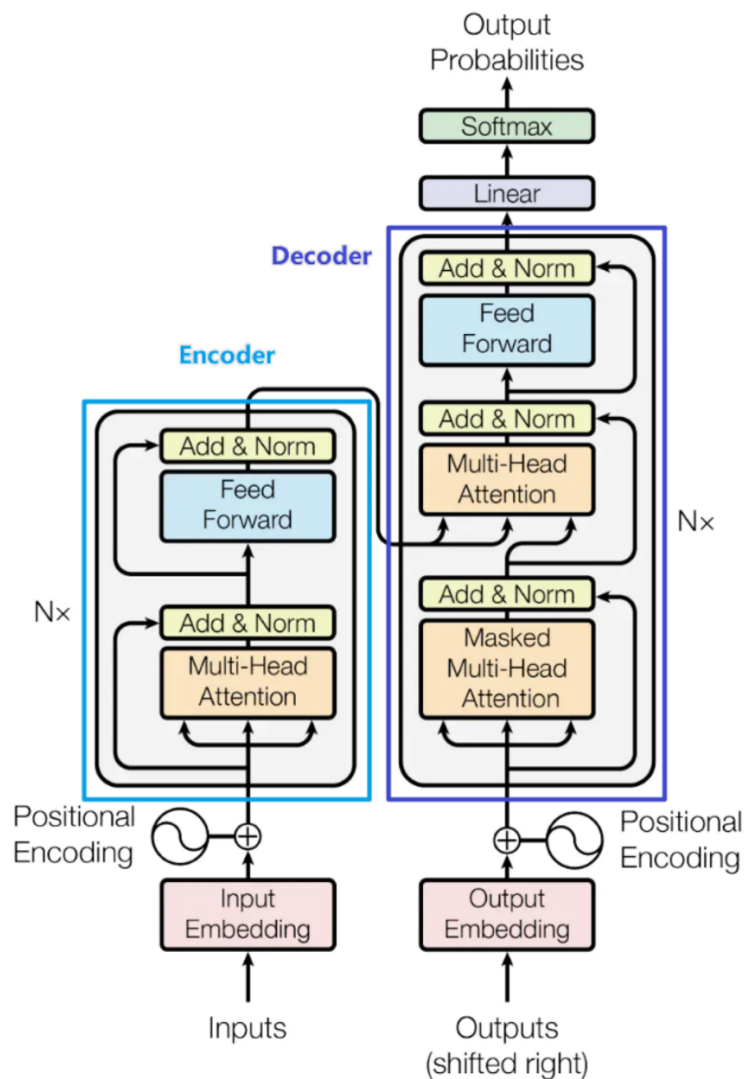 Output
Probabilities
Softmax
Linear
Decoder
Add & Norm
Feed
Forward
Add & Norm
Multi-Head
Attention
Nx
Add & Norm
Masked
Multi-Head
Attention
Encoder
Add & Norm
Feed
Forward
Nx
Add & Norm
Multi-Head
Attention
Positional
Encoding
Positional
Encoding
Input
Embedding
Output
Embedding
Inputs
Outputs
(shifted right)